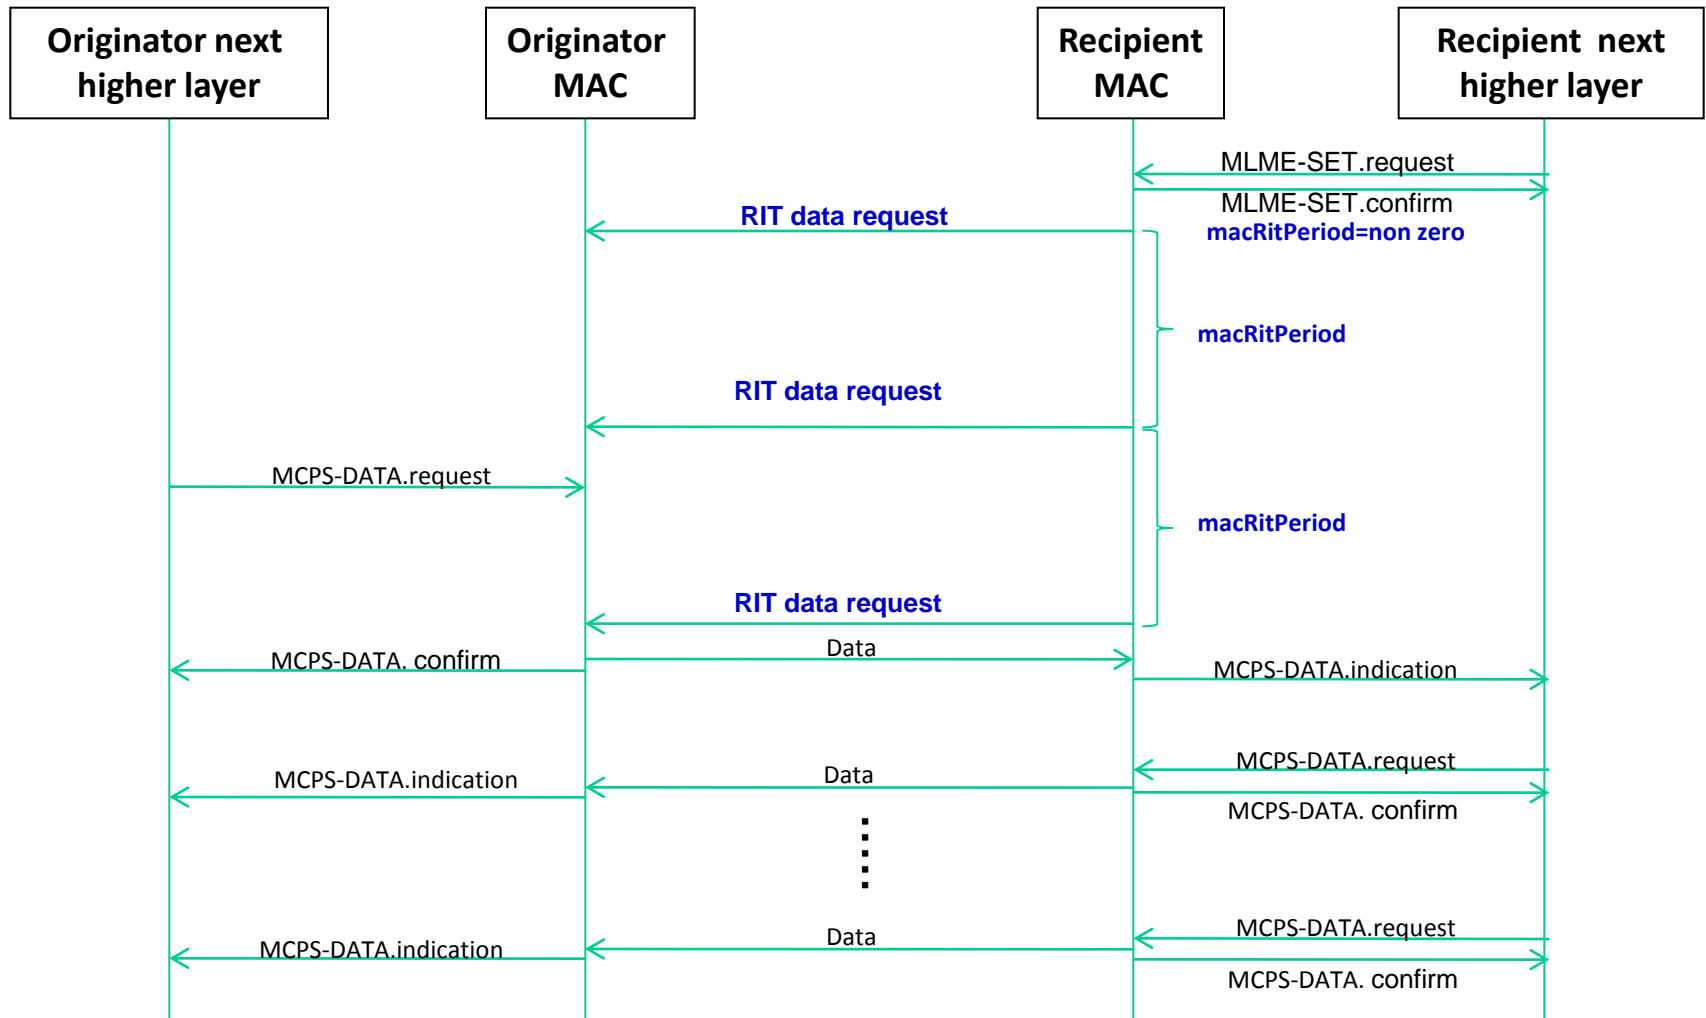 Originator next
higher layer
Originator
MAC
Recipient
MAC
Recipient next
higher layer
MLME-SET.request
MLME-SET.confirm
RIT data request
macRitPeriod=non zero
macRitPeriod
RIT data request
MCPS-DATA.request
macRitPeriod
RIT data request
Data
MCPS-DATA. confirm
MCPS-DATA.indication
MCPS-DATA.request
Data
MCPS-DATA.indication
MCPS-DATA. confirm
MCPS-DATA.request
Data
MCPS-DATA.indication
MCPS-DATA. confirm